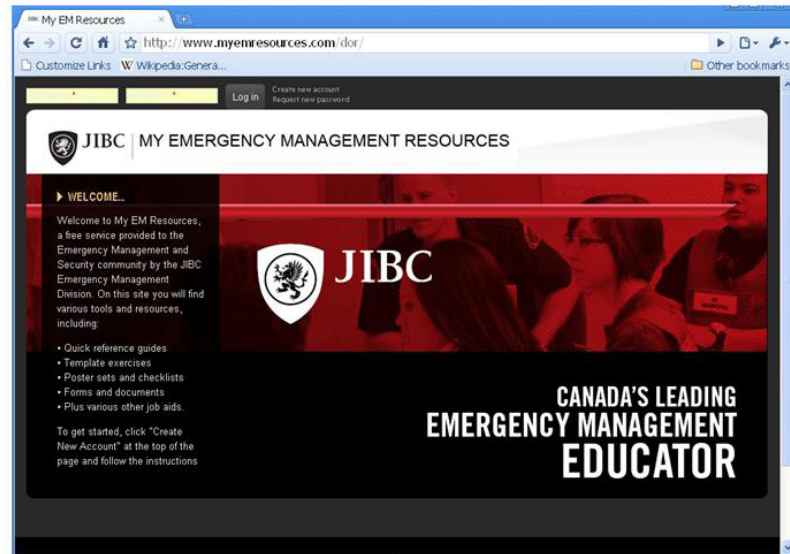 My EM Resources
http://www.myemresources.com/dor/
Customize Links W Wikipedia:Genera...
Other bookmarks
Log in
Create new account
Request new password
JIBC MY EMERGENCY MANAGEMENT RESOURCES
WELCOME...
Welcome to My EM Resources,
a free service provided to the
Emergency Management and
Security community by the JIBC
Emergency Management
Division. On this site you will find
various tools and resources,
including:
• Quick reference guides
• Template exercises
• Poster sets and checklists
• Forms and documents
• Plus various other job aids.
To get started, click "Create
New Account" at the top of the
page and follow the instructions
JIBC
CANADA'S LEADING
EMERGENCY MANAGEMENT
EDUCATOR